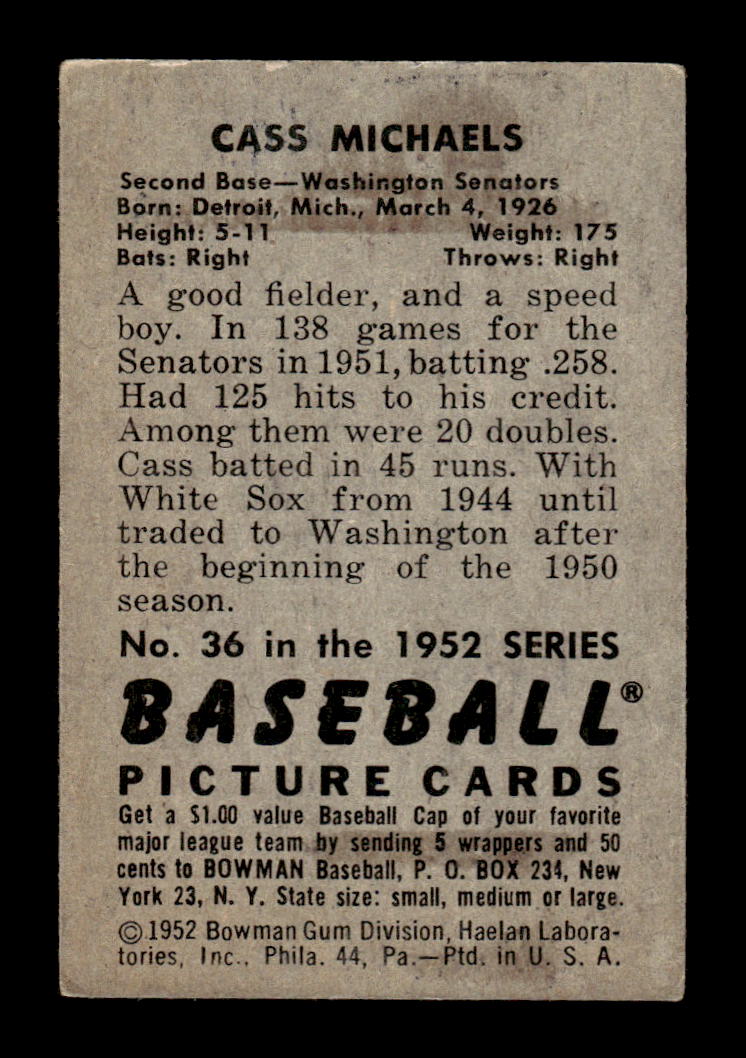 CASS MICHAELS
Second Base—Washington Senators
Born: Detroit, Mich., March 4, 1926
Height: 5-11 Weight: 175
Bats: Right Throws: Right
A good fielder, and a speed
boy. In 138 games for the
Senators in 1951, batting .258.
Had 125 hits to his credit.
Among them were 20 doubles.
Cass batted in 45 runs. With
White Sox from 1944 until
traded to Washington after
the beginning of the 1950
season.
No. 36 in the 1952 SERIES
BASEBALL®
PICTURE CARDS
Get a $1.00 value Baseball Cap of your favorite
major league team by sending 5 wrappers and 50
cents to BOWMAN Baseball, P. O. BOX 234, New
York 23, N. Y. State size: small, medium or large.
©1952 Bowman Gum Division, Haelan Labora-
tories, Inc., Phila. 44, Pa.—Ptd. in U. S. A.